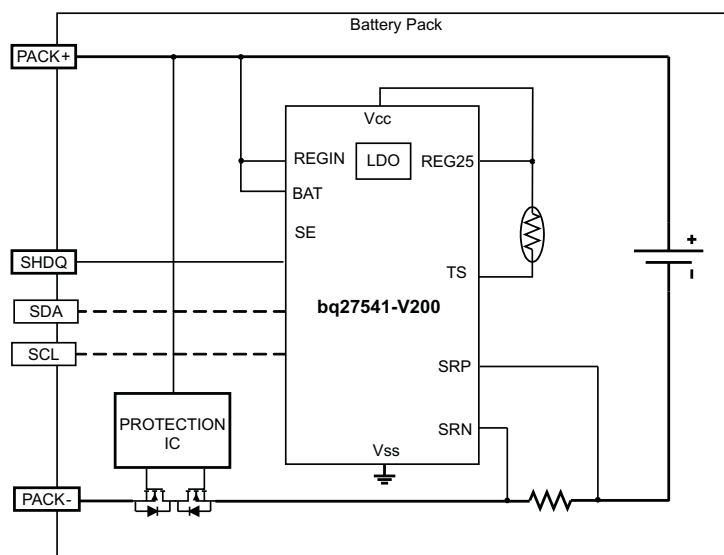 Battery Pack
PACK+
Vcc
REGIN
LDO
REG25
BAT
SE
SHDQ
TS
+
-
SDA
bq27541-V200
SCL
SRP
PROTECTION
IC
SRN
Vss
PACK-